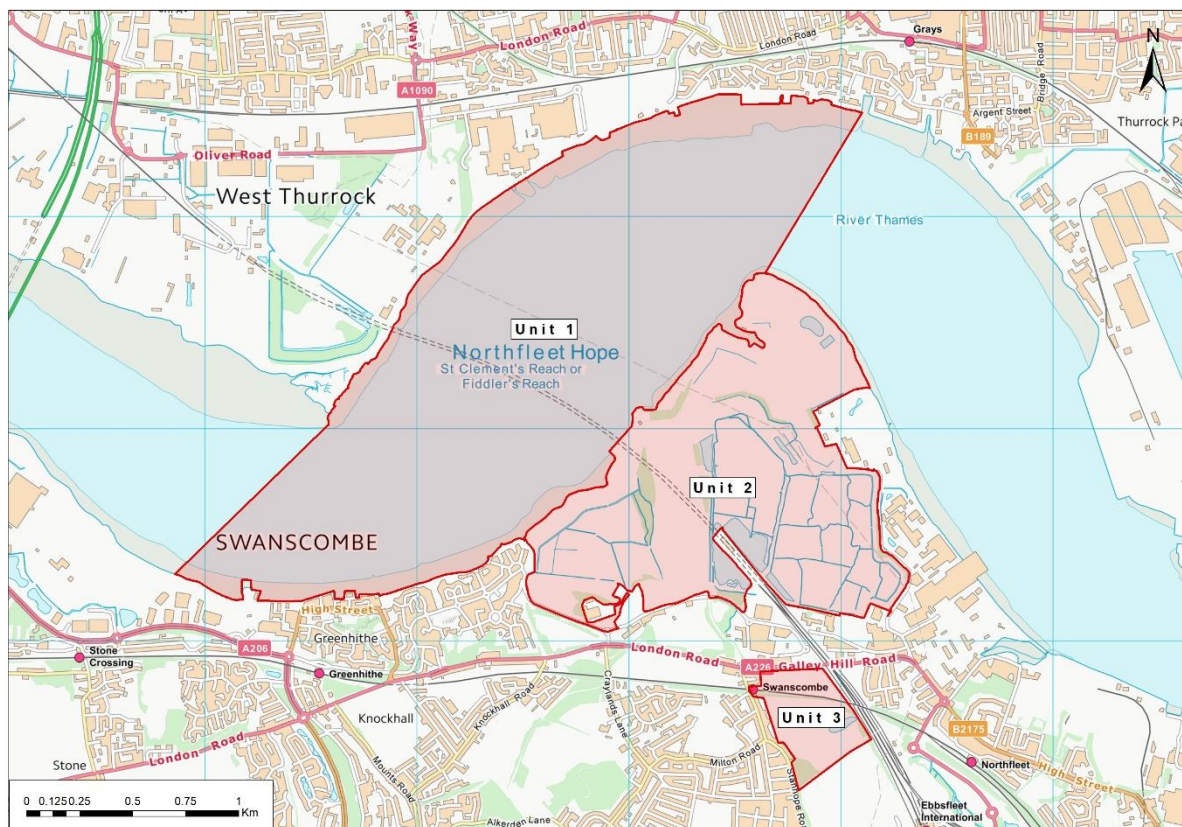 London Road
Way
London Road
Grays
N
A1090
Bridge Road
Argent Street
B189
Thurrock Pa
Oliver Road
West Thurrock
River Thames
Unit 1
Northfleet Hope
St Clement's Reach or
Fiddler's Reach
Unit 2
SWANSCOMBE
High Street
Greenhithe
A206
Stone
Crossing
Greenhithe
London Road
A226
Galley Hill Road
Swanscombe
Craylands Lane
Knockhall
Knockhall Road
Unit 3
B2175
Milton Road
Northfleet
High Street
London Road
Stone
Mounts Road
Stanhope Ro
Ebbsfleet
International
Alkerden Lane
0 0.125 0.25 0.5 0.75 1
Km